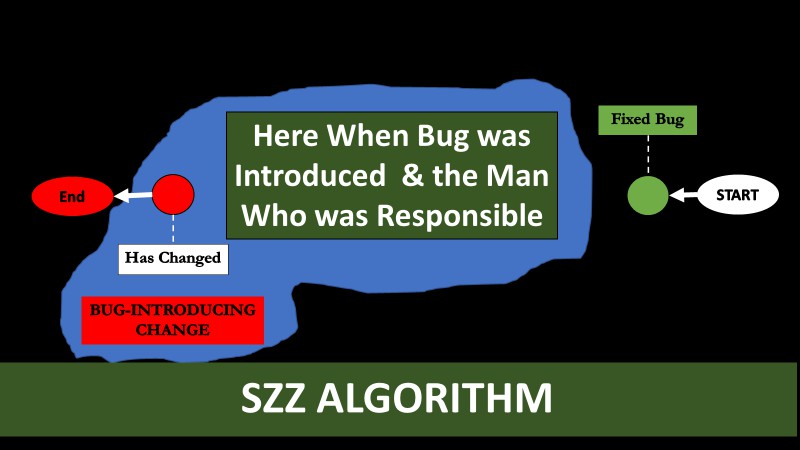 Fixed Bug
Here When Bug was
Introduced & the Man
Who was Responsible
End
START
Has Changed
BUG-INTRODUCING
CHANGE
SZZ ALGORITHM